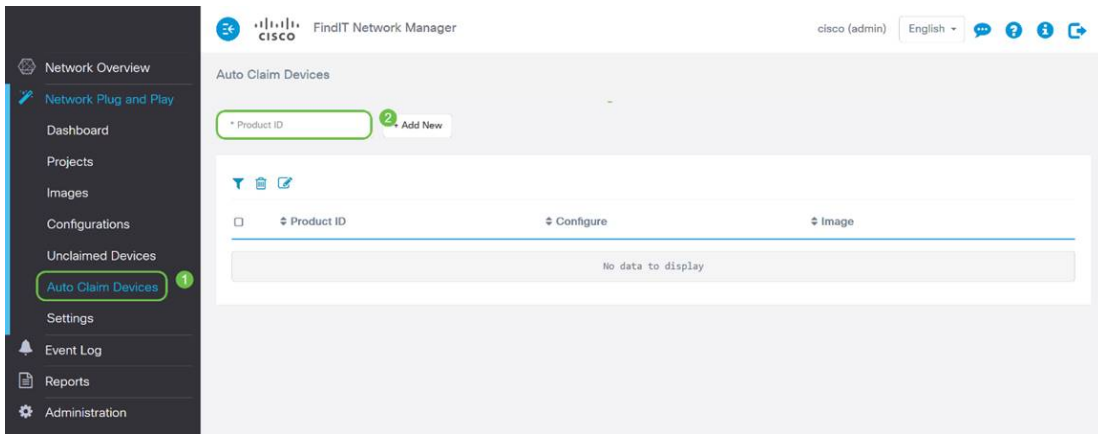 cisco FindIT Network Manager cisco (admin) English
Network Overview
Network Plug and Play
Dashboard
Projects
Images
Configurations
Unclaimed Devices
Auto Claim Devices 1
Settings
Event Log
Reports
Administration
Auto Claim Devices
* Product ID 2 + Add New
Product ID Configure Image
No data to display